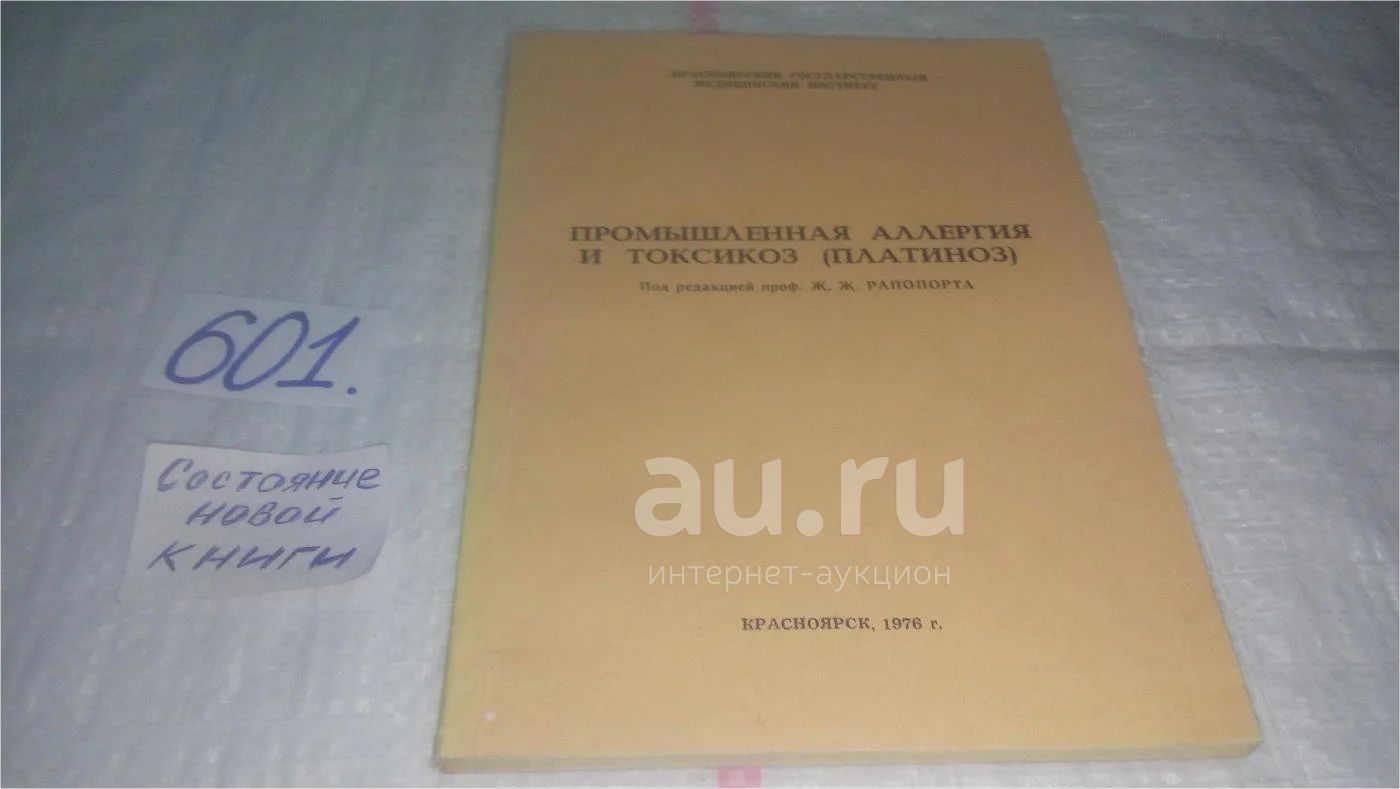 КРАСНОЯРСКИЙ ГОСУДАРСТВЕННЫЙ
МЕДИЦИНСКИЙ ИНСТИТУТ
ПРОМЫШЛЕННАЯ АЛЛЕРГИЯ
И ТОКСИКОЗ (ПЛАТИНОЗ)
Под редакцией проф. Ж. Ж. РАПОПОРТА
КРАСНОЯРСК, 1976 г.
601.
Состояние
новой
книги
au.ru
интернет-аукцион